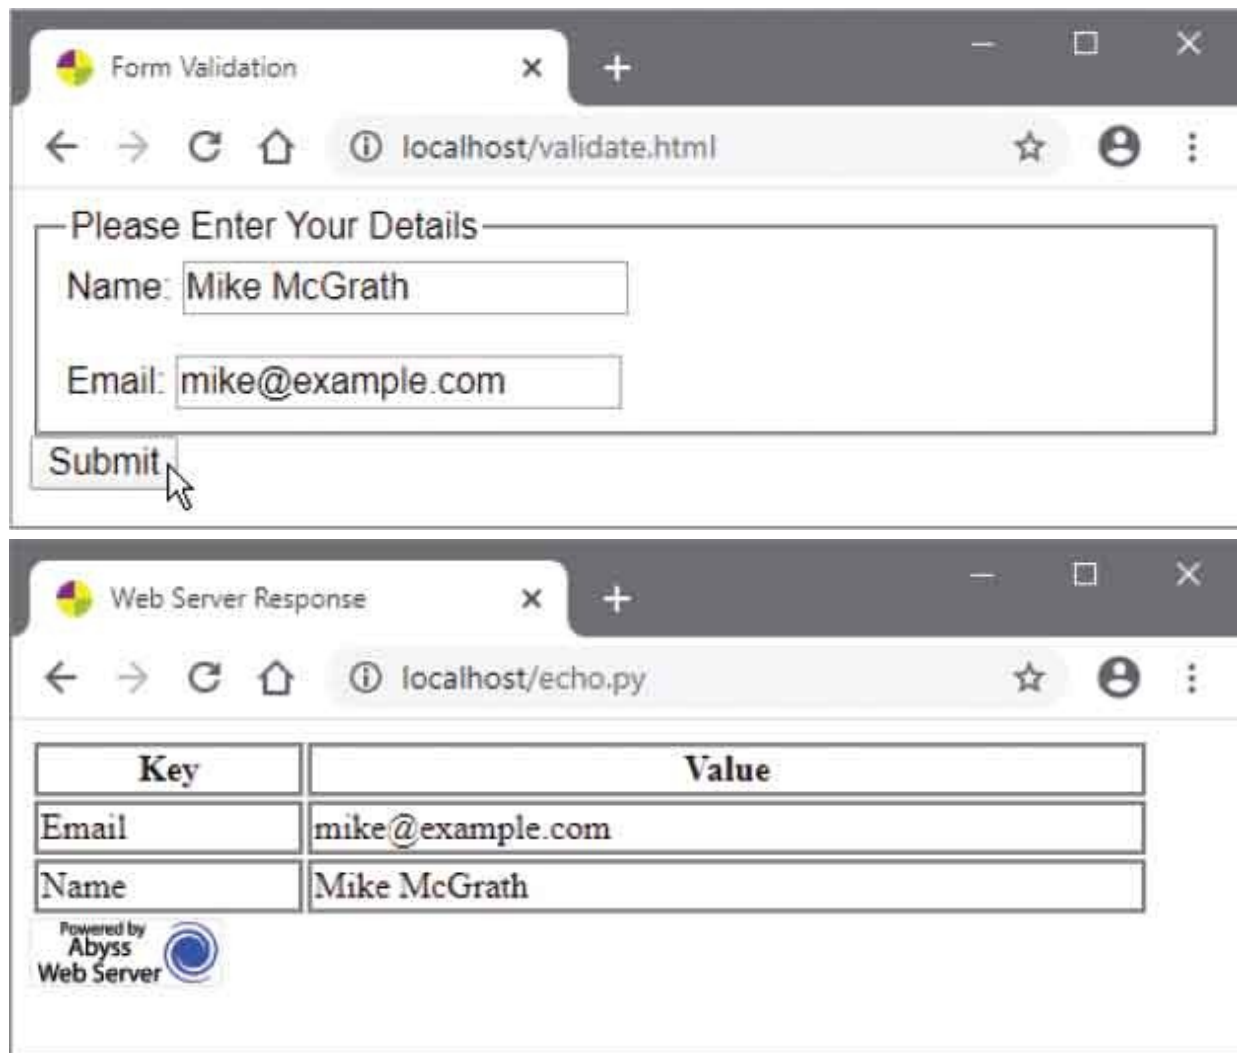 Form Validation
localhost/validate.html
Please Enter Your Details
Name: Mike McGrath
Email: mike@example.com
Submit
Web Server Response
localhost/echo.py
Key Value
Email mike@example.com
Name Mike McGrath
Powered by
Abyss
Web Server